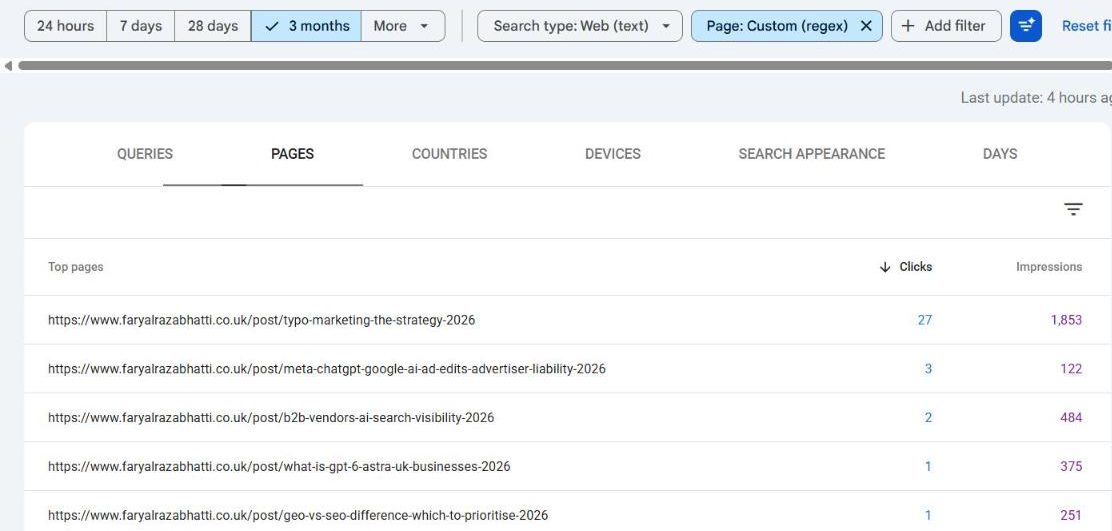 24 hours 7 days 28 days 3 months More Search type: Web (text) Page: Custom (regex) Add filter Reset fi
Last update: 4 hours ag
QUERIES PAGES COUNTRIES DEVICES SEARCH APPEARANCE DAYS
Top pages Clicks Impressions
https://www.faryalrazabhatti.co.uk/post/typo-marketing-the-strategy-2026 27 1,853
https://www.faryalrazabhatti.co.uk/post/meta-chatgpt-google-ai-ad-edits-advertiser-liability-2026 3 122
https://www.faryalrazabhatti.co.uk/post/b2b-vendors-ai-search-visibility-2026 2 484
https://www.faryalrazabhatti.co.uk/post/what-is-gpt-6-astra-uk-businesses-2026 1 375
https://www.faryalrazabhatti.co.uk/post/geo-vs-seo-difference-which-to-prioritise-2026 1 251